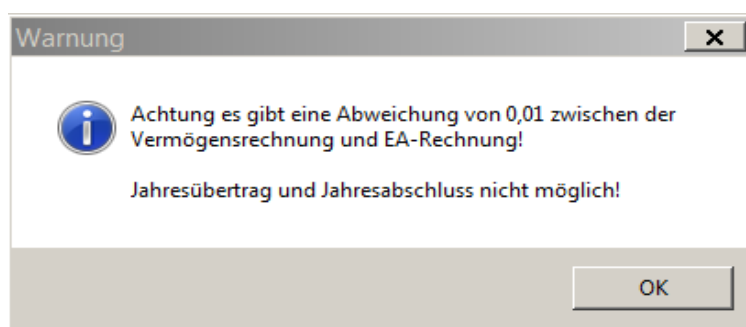 Warnung
Achtung es gibt eine Abweichung von 0,01 zwischen der
Vermögensrechnung und EA-Rechnung!
Jahresübertrag und Jahresabschluss nicht möglich!
OK